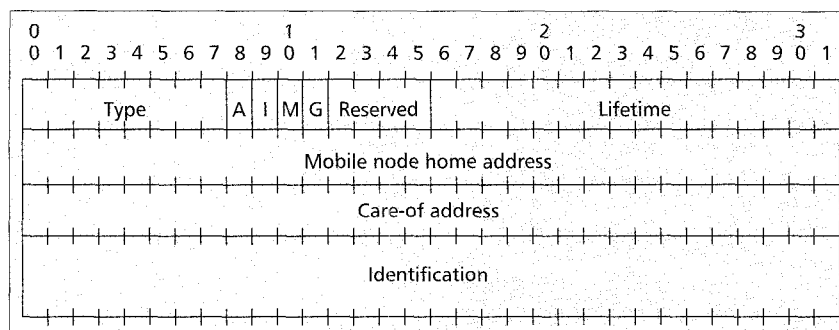 0 1 2 3
0 1 2 3 4 5 6 7 8 9 0 1 2 3 4 5 6 7 8 9 0 1 2 3 4 5 6 7 8 9 0 1
Type A I M G Reserved Lifetime
Mobile node home address
Care-of address
Identification